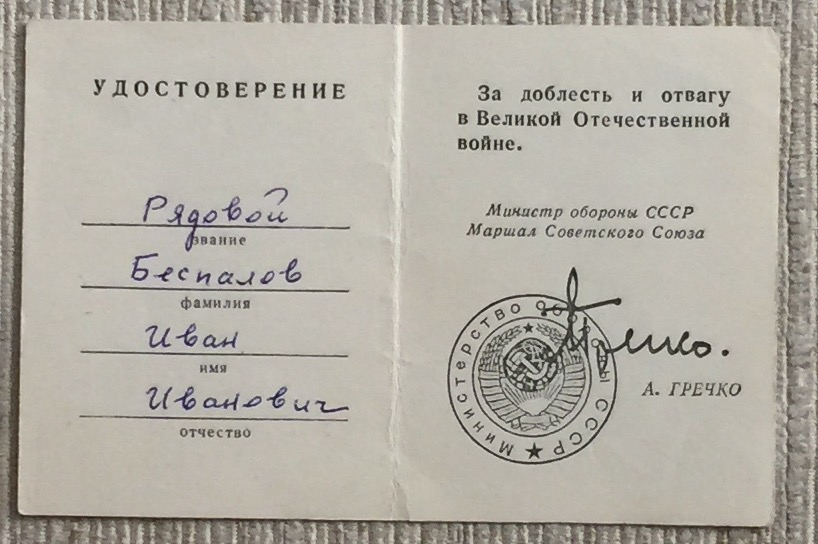 УДОСТОВЕРЕНИЕ
Рядовой
звание
Беспалов
фамилия
Иван
имя
Иванович
отчество
За доблесть и отвагу
в Великой Отечественной
войне.
Министр обороны СССР
Маршал Советского Союза
Министерство Обороны СССР
Гречко.
А. ГРЕЧКО